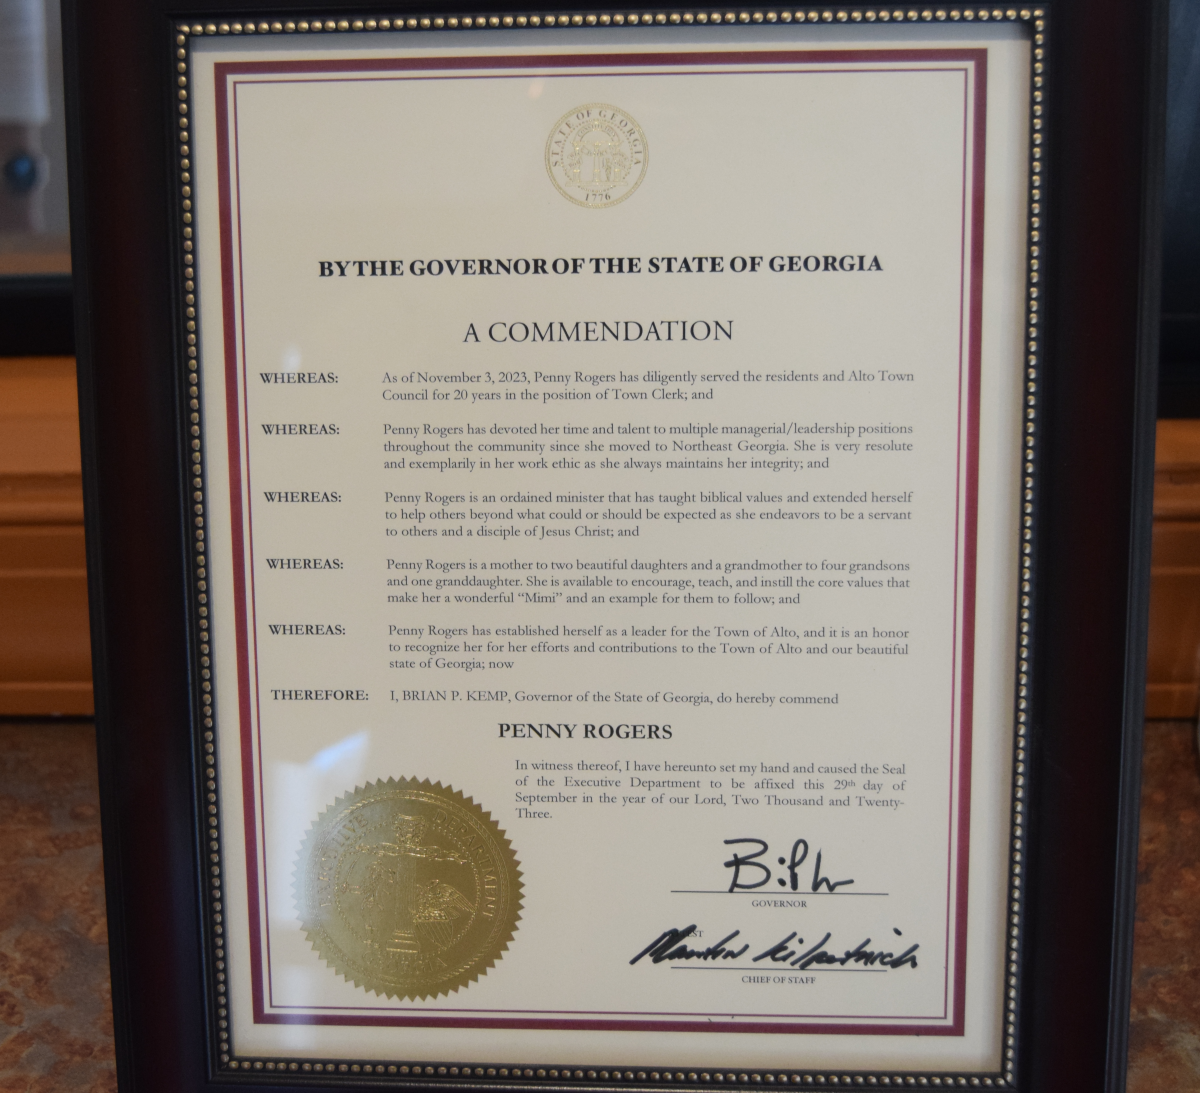 STATE OF GEORGIA
1776
BY THE GOVERNOR OF THE STATE OF GEORGIA
A COMMENDATION
WHEREAS: As of November 3, 2023, Penny Rogers has diligently served the residents and Alto Town
Council for 20 years in the position of Town Clerk; and
WHEREAS: Penny Rogers has devoted her time and talent to multiple managerial/leadership positions
throughout the community since she moved to Northeast Georgia. She is very resolute
and exemplarily in her work ethic as she always maintains her integrity; and
WHEREAS: Penny Rogers is an ordained minister that has taught biblical values and extended herself
to help others beyond what could or should be expected as she endeavors to be a servant
to others and a disciple of Jesus Christ; and
WHEREAS: Penny Rogers is a mother to two beautiful daughters and a grandmother to four grandsons
and one granddaughter. She is available to encourage, teach, and instill the core values that
make her a wonderful “Mimi” and an example for them to follow; and
WHEREAS: Penny Rogers has established herself as a leader for the Town of Alto, and it is an honor
to recognize her for her efforts and contributions to the Town of Alto and our beautiful
state of Georgia; now
THEREFORE: I, BRIAN P. KEMP, Governor of the State of Georgia, do hereby commend
PENNY ROGERS
In witness thereof, I have hereunto set my hand and caused the Seal
of the Executive Department to be affixed this 29th day of
September in the year of our Lord, Two Thousand and Twenty-
Three.
GOVERNOR
CHIEF OF STAFF